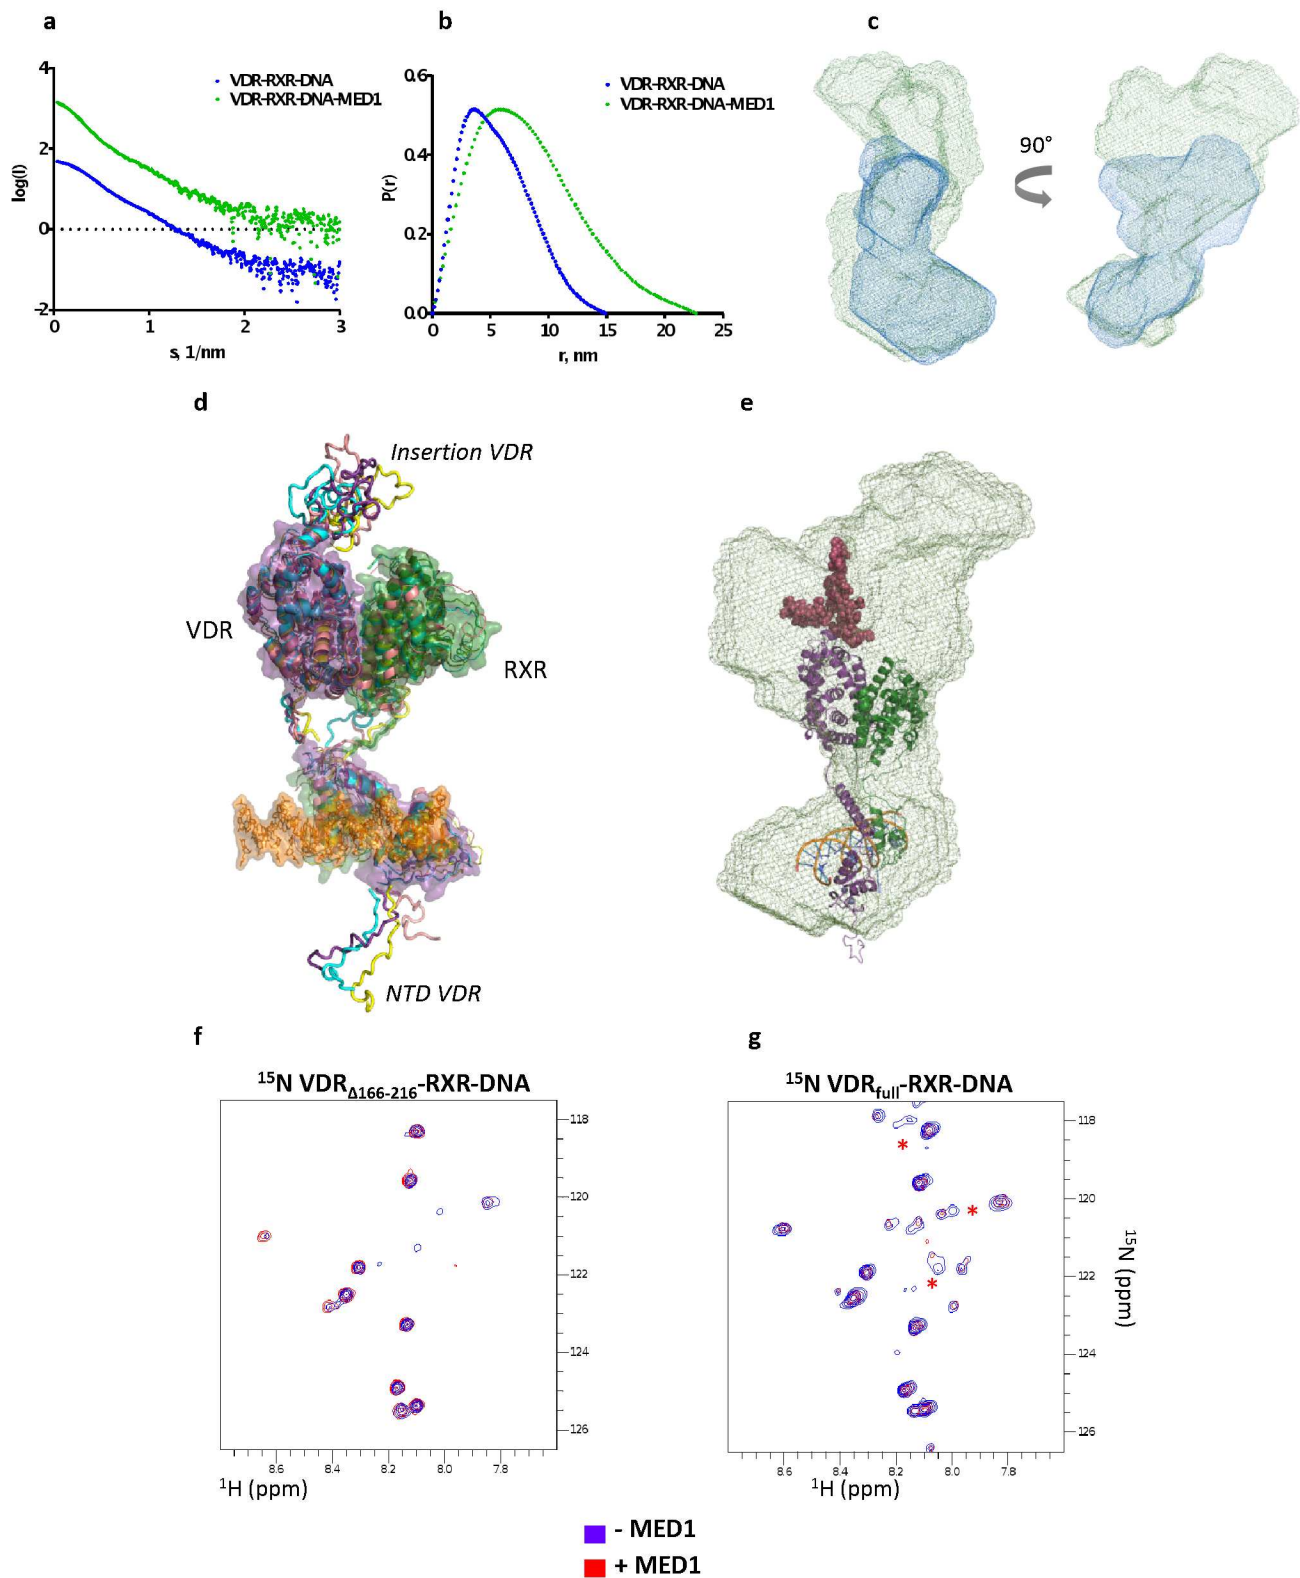 a
b
c
4
2
0
−2
log(I)
VDR-RXR-DNA
VDR-RXR-DNA-MED1
0 1 2 3
s, 1/nm
0.6
0.4
0.2
0.0
P(r)
VDR-RXR-DNA
VDR-RXR-DNA-MED1
0 5 10 15 20 25
r, nm
90°
d
e
Insertion VDR
VDR
RXR
NTD VDR
f
g
¹⁵N VDR_Δ166-216-RXR-DNA
118
120
122
124
126
8.6 8.4 8.2 8.0 7.8
¹H (ppm)
¹⁵N VDR_full-RXR-DNA
*
*
*
118
120
122
124
126
¹⁵N (ppm)
8.6 8.4 8.2 8.0 7.8
¹H (ppm)
- MED1
+ MED1